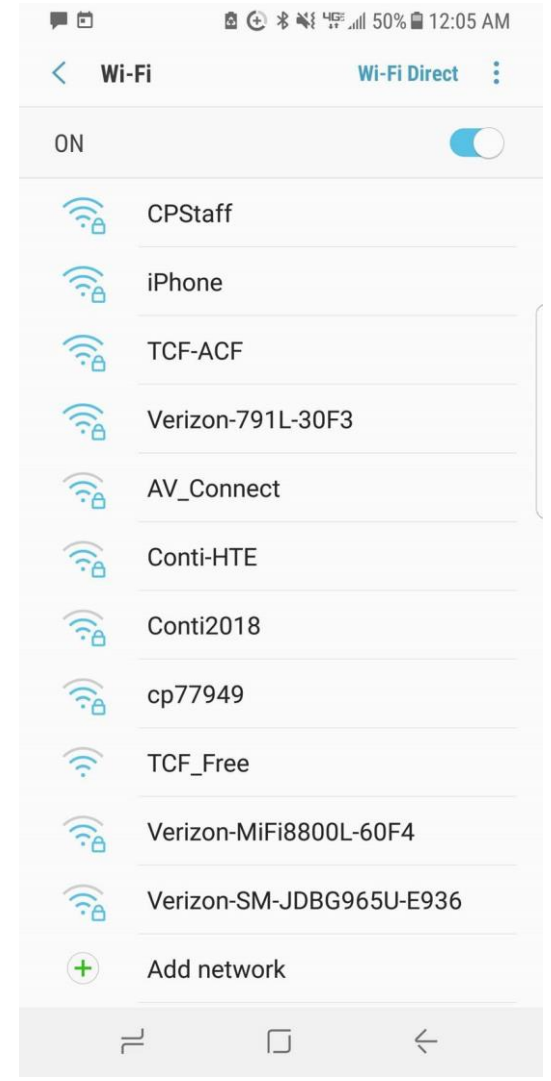 4GE 50% 12:05 AM
Wi-Fi Wi-Fi Direct
ON
CPStaff
iPhone
TCF-ACF
Verizon-791L-30F3
AV_Connect
Conti-HTE
Conti2018
cp77949
TCF_Free
Verizon-MiFi8800L-60F4
Verizon-SM-JDBG965U-E936
Add network